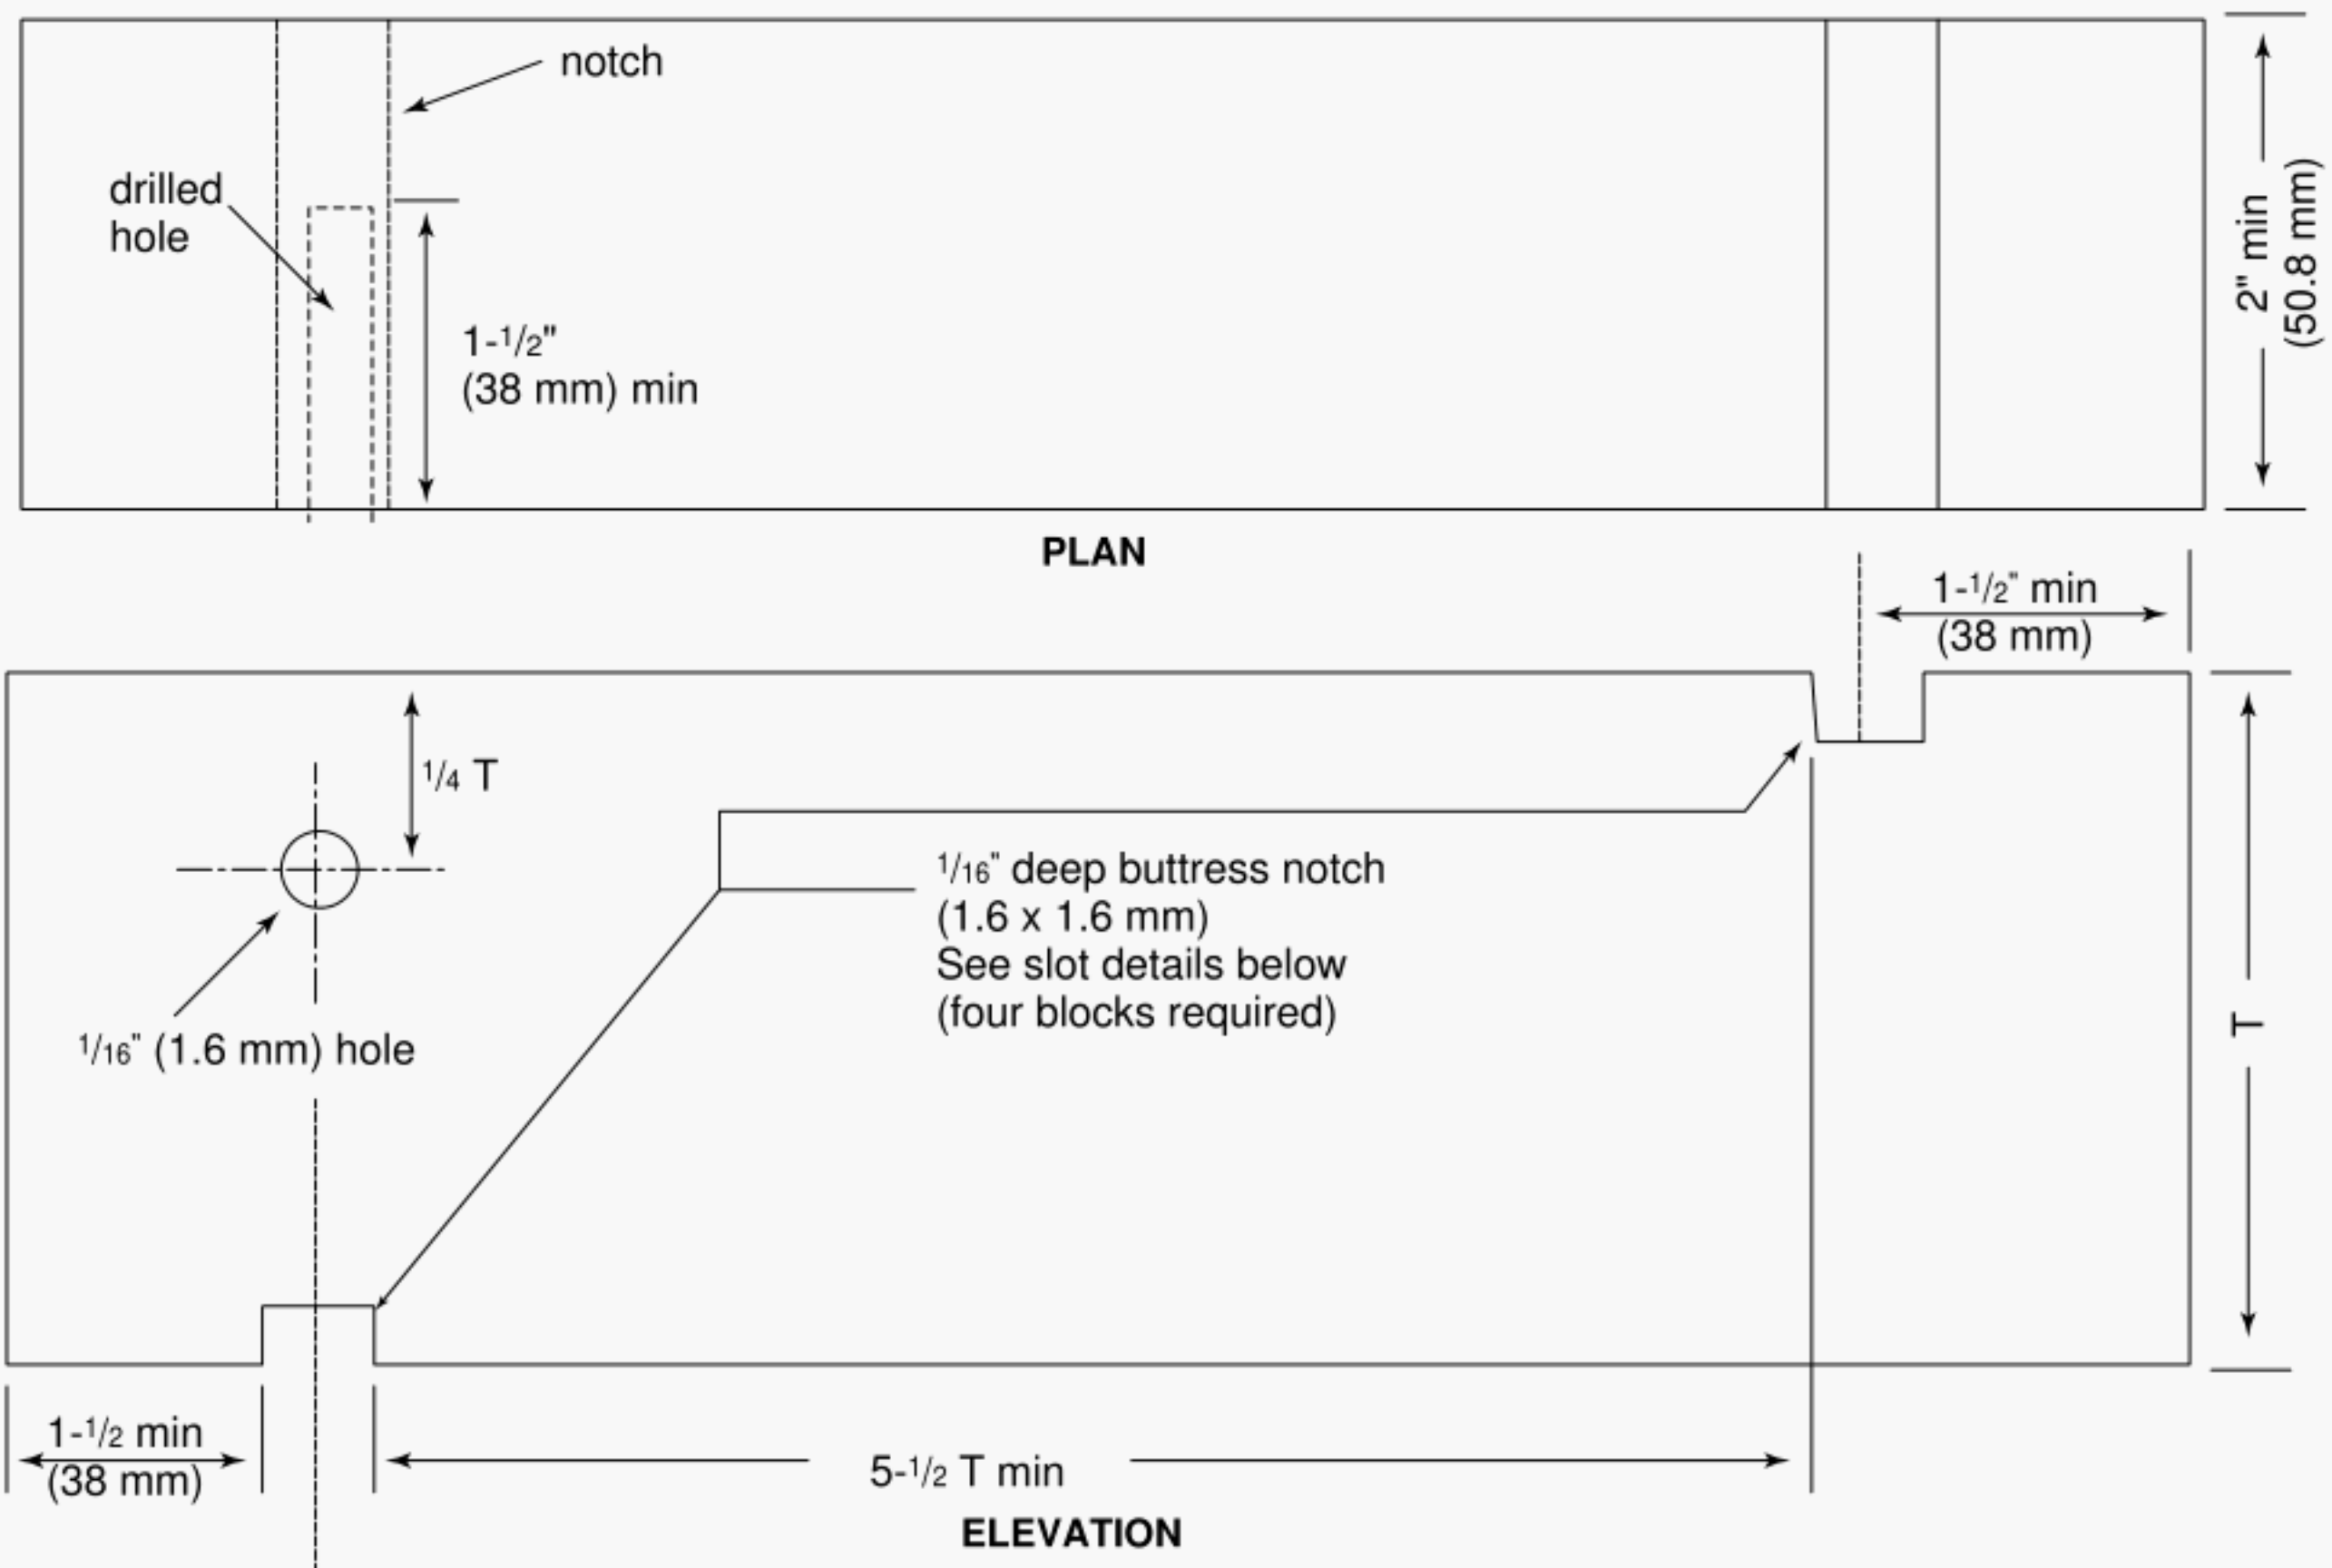 notch
drilled
hole
1-1/2"
(38 mm) min
2" min
(50.8 mm)
PLAN
1-1/2" min
(38 mm)
1/4 T
1/16" deep buttress notch
(1.6 x 1.6 mm)
See slot details below
(four blocks required)
1/16" (1.6 mm) hole
T
1-1/2 min
(38 mm)
5-1/2 T min
ELEVATION